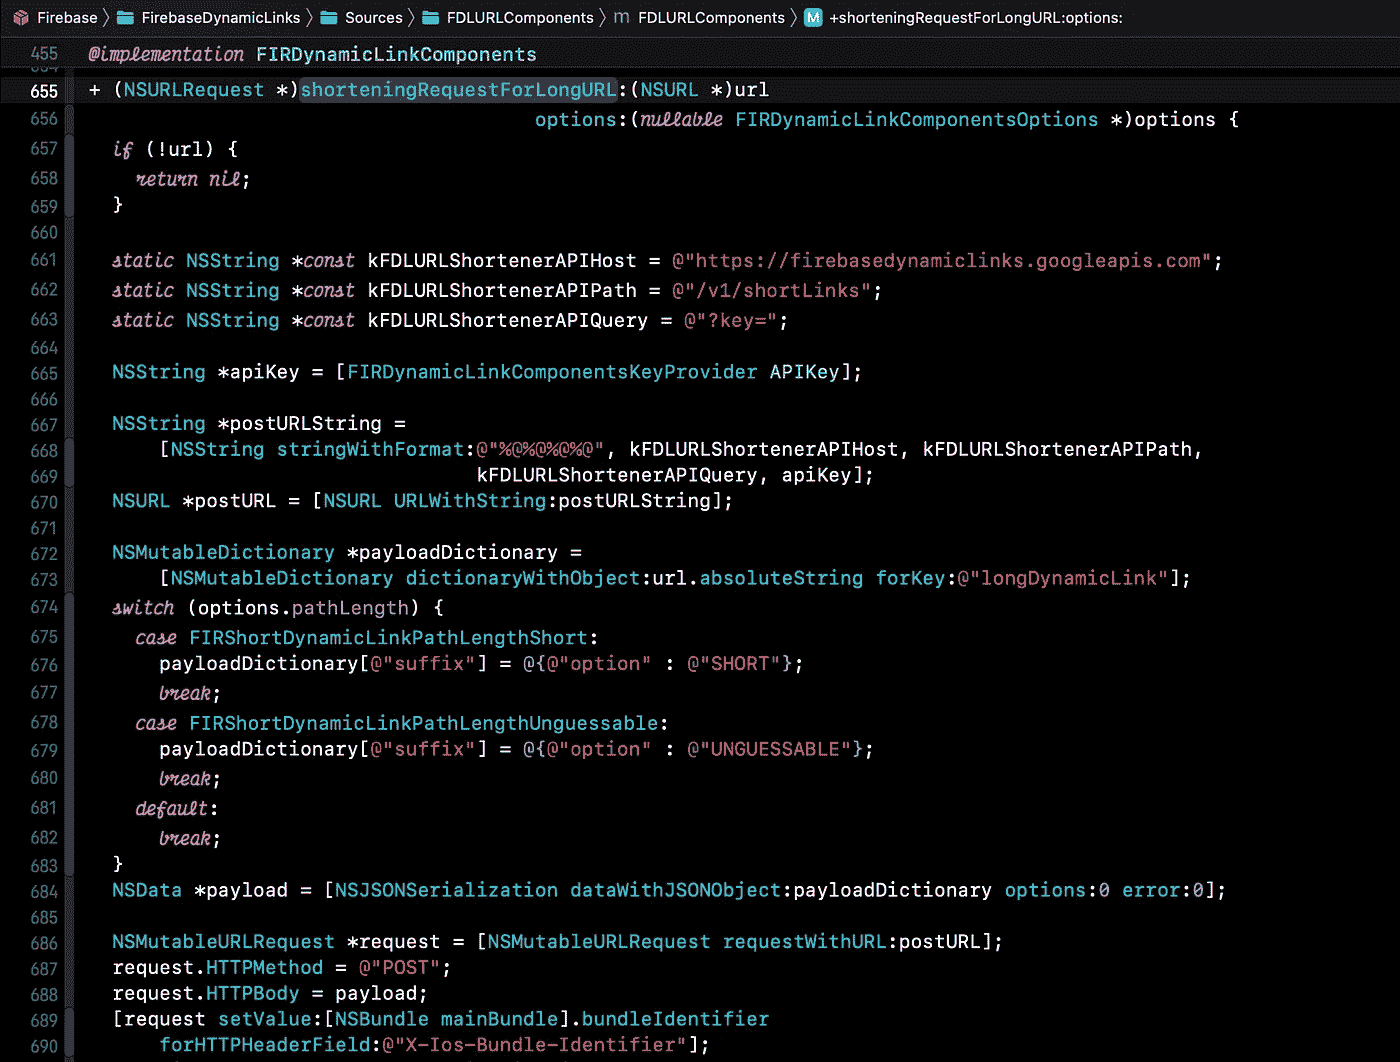 Firebase FirebaseDynamicLinks Sources FDLURLComponents m FDLURLComponents M +shorteningRequestForLongURL:options:
455 @implementation FIRDynamicLinkComponents
655 + (NSURLRequest *)shorteningRequestForLongURL:(NSURL *)url
656 options:(nullable FIRDynamicLinkComponentsOptions *)options {
657 if (!url) {
658 return nil;
659 }
660
661 static NSString *const kFDLURLShortenerAPIHost = @"https://firebasedynamiclinks.googleapis.com";
662 static NSString *const kFDLURLShortenerAPIPath = @"/v1/shortLinks";
663 static NSString *const kFDLURLShortenerAPIQuery = @"?key=";
664
665 NSString *apiKey = [FIRDynamicLinkComponentsKeyProvider APIKey];
666
667 NSString *postURLString =
668 [NSString stringWithFormat:@"%@%@%@%@", kFDLURLShortenerAPIHost, kFDLURLShortenerAPIPath,
669 kFDLURLShortenerAPIQuery, apiKey];
670 NSURL *postURL = [NSURL URLWithString:postURLString];
671
672 NSMutableDictionary *payloadDictionary =
673 [NSMutableDictionary dictionaryWithObject:url.absoluteString forKey:@"longDynamicLink"];
674 switch (options.pathLength) {
675 case FIRShortDynamicLinkPathLengthShort:
676 payloadDictionary[@"suffix"] = @{@"option" : @"SHORT"};
677 break;
678 case FIRShortDynamicLinkPathLengthUnguessable:
679 payloadDictionary[@"suffix"] = @{@"option" : @"UNGUESSABLE"};
680 break;
681 default:
682 break;
683 }
684 NSData *payload = [NSJSONSerialization dataWithJSONObject:payloadDictionary options:0 error:0];
685
686 NSMutableURLRequest *request = [NSMutableURLRequest requestWithURL:postURL];
687 request.HTTPMethod = @"POST";
688 request.HTTPBody = payload;
689 [request setValue:[NSBundle mainBundle].bundleIdentifier
690 forHTTPHeaderField:@"X-Ios-Bundle-Identifier"];